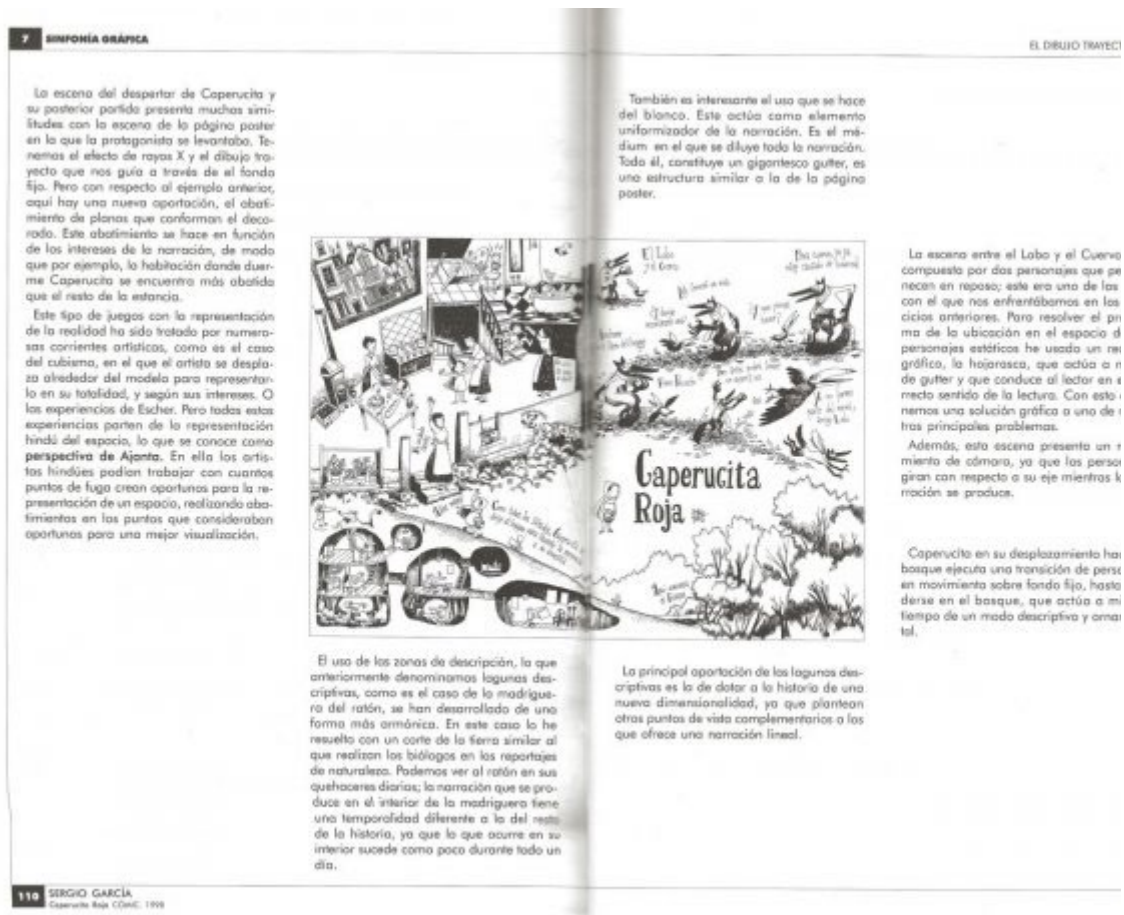 7 SINFONÍA GRÁFICA
La escena del despertar de Caperucita y
su posterior partida presenta muchas simi-
litudes con la escena de la página poster
en la que la protagonista se levantaba. Te-
nemos el efecto de rayos X y el dibujo tra-
yecto que nos guía a través de el fondo
fijo. Pero con respecto al ejemplo anterior,
aquí hay una nueva aportación, el abati-
miento de planos que conforman el deco-
rado. Este abatimiento se hace en función
de los intereses de la narración, de modo
que por ejemplo, la habitación donde duer-
me Caperucita se encuentra más abatida
que el resto de la estancia.
Este tipo de juegos con la representación
de la realidad ha sido tratado por numero-
sas corrientes artísticas, como es el caso
del cubismo, en el que el artista se despla-
za alrededor del modelo para representar-
lo en su totalidad, y según sus intereses. O
las experiencias de Escher. Pero todas estas
experiencias parten de la representación
hindú del espacio, lo que se conoce como
perspectiva de Ajanta. En ella los artis-
tas hindúes podían trabajar con cuantos
puntos de fuga crean oportunos para la re-
presentación de un espacio, realizando aba-
timientos en los puntos que consideraban
oportunos para una mejor visualización.
El Lobo
y el Cuervo
Caperucita
Roja
El uso de las zonas de descripción, la que
anteriormente denominamos lagunas des-
criptivas, como es el caso de la madrigue-
ra del ratón, se han desarrollado de una
forma más armónica. En este caso lo he
resuelto con un corte de la tierra similar al
que realizan los biólogos en los reportajes
de naturaleza. Podemos ver al ratón en sus
quehaceres diarios; la narración que se pro-
duce en el interior de la madriguera tiene
una temporalidad diferente a la del resto
de la historia, ya que lo que ocurre en su
interior sucede como poco durante todo un
día.
110 SERGIO GARCÍA
Caperucita Roja CÓMIC. 1998
EL DIBUJO TRAYECT
También es interesante el uso que se hace
del blanco. Este actúa como elemento
uniformizador de la narración. Es el mé-
dium en el que se diluye toda la narración.
Todo él, constituye un gigantesco gutter, es
una estructura similar a la de la página
poster.
La principal aportación de las lagunas des-
criptivas es la de dotar a la historia de una
nueva dimensionalidad, ya que plantean
otros puntos de vista complementarios a los
que ofrece una narración lineal.
La escena entre el Lobo y el Cuervo
compuesta por dos personajes que pe
necen en reposo; este era uno de los
con el que nos enfrentábamos en los
cicios anteriores. Para resolver el pr
ma de la ubicación en el espacio d
personajes estáticos he usado un re
gráfico, la hojarasca, que actúa a
de gutter y que conduce al lector en e
rrecto sentido de la lectura. Con esto
nemos una solución gráfica a uno de
tros principales problemas.
Además, esta escena presenta un
miento de cámara, ya que los perso
giran con respecto a su eje mientras la
rración se produce.
Caperucita en su desplazamiento ha
bosque ejecuta una transición de perso
en movimiento sobre fondo fijo, hasta
derse en el bosque, que actúa a mi
tiempo de un modo descriptivo y orna
tal.